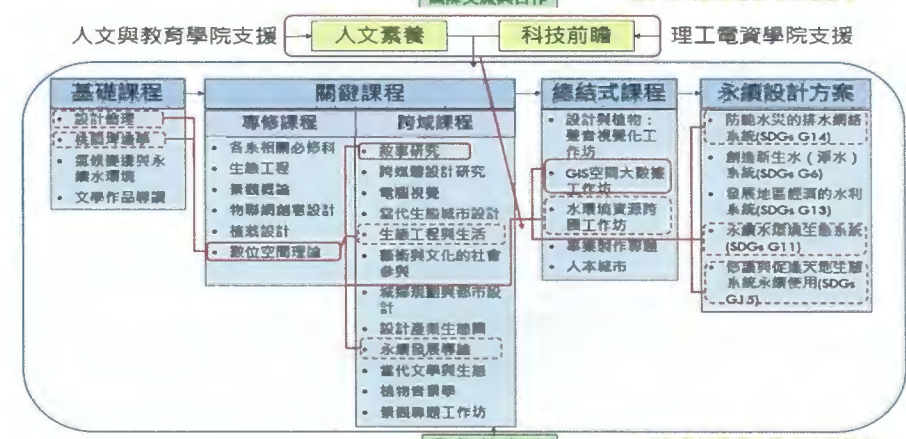 人文與教育學院支援
人文素養
科技前瞻
理工電資學院支援
基礎課程
• 設計倫理
• 桃園埤塘學
• 氣候變遷與永
續水環境
• 文學作品導讀
關鍵課程
專修課程
• 各系相關必修科
• 生態工程
• 景觀概論
• 物聯網創意設計
• 植栽設計
• 數位空間理論
跨域課程
• 敘事研究
• 跨媒體設計研究
• 電腦視覺
• 當代生態城市設計
• 生態工程與生活
• 藝術與文化的社會
參與
• 城鄉規劃與都市設
計
• 設計產業生態圈
• 永續發展導論
• 當代文學與生態
• 植物音景學
• 景觀專題工作坊
總結式課程
• 設計與植物：
聲音視覺化工
作坊
• GIS空間大數據
工作坊
• 水環境資源跨
國工作坊
• 專業製作專題
• 人本城市
永續設計方案
• 防範水災的排水網絡
系統(SDGs G14)
• 創造新生水（淨水）
系統(SDGs G6)
• 發展地區經濟的水利
系統(SDGs G13)
• 永續水環境生態系統
(SDGs G11)
• 修護與促進天地生態
系統永續使用(SDGs
G15)